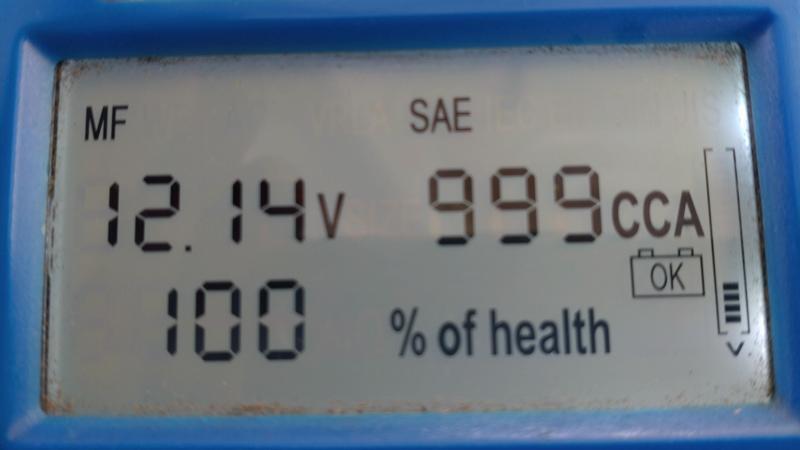 MF SAE
12.14V 999CCA
OK
100 % of health